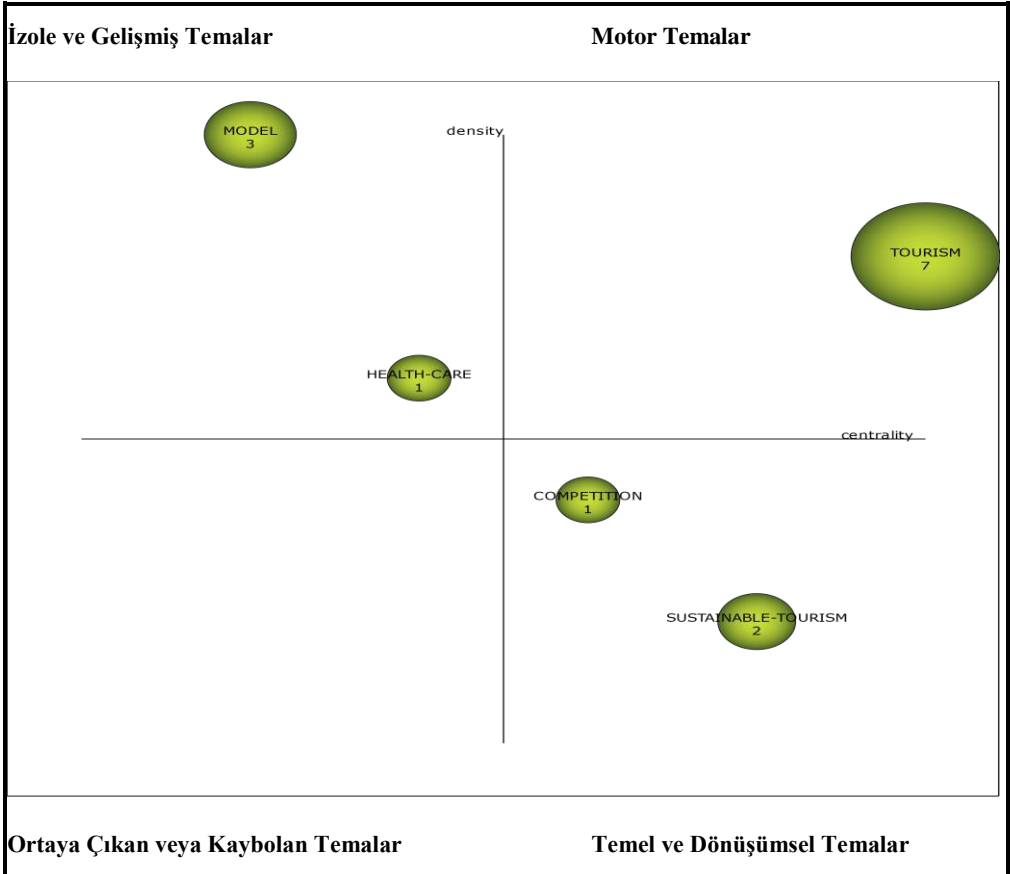 İzole ve Gelişmiş Temalar
Motor Temalar
MODEL
3
density
TOURISM
7
HEALTH-CARE
1
centrality
COMPETITION
1
SUSTAINABLE-TOURISM
2
Ortaya Çıkan veya Kaybolan Temalar
Temel ve Dönüşümsel Temalar